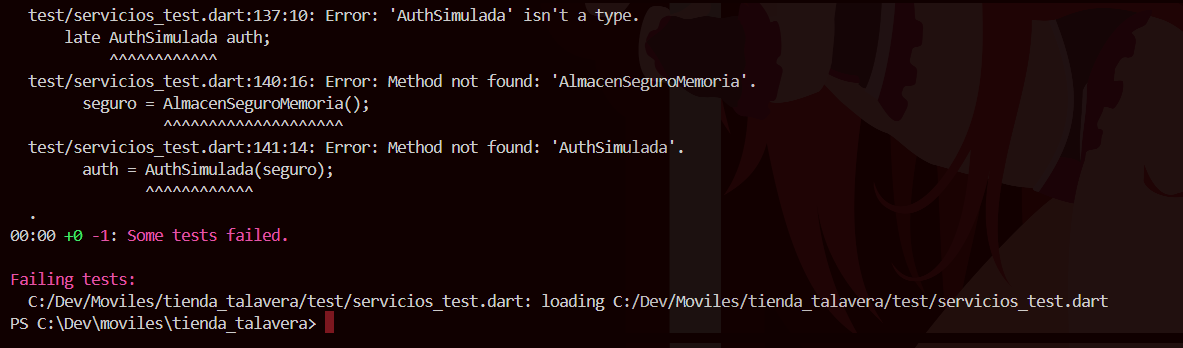 test/servicios_test.dart:137:10: Error: 'AuthSimulada' isn't a type.
late AuthSimulada auth;
^^^^^^^^^^^^
test/servicios_test.dart:140:16: Error: Method not found: 'AlmacenSeguroMemoria'.
seguro = AlmacenSeguroMemoria();
^^^^^^^^^^^^^^^^^^^^
test/servicios_test.dart:141:14: Error: Method not found: 'AuthSimulada'.
auth = AuthSimulada(seguro);
^^^^^^^^^^^^
.
00:00 +0 -1: Some tests failed.
Failing tests:
C:/Dev/Moviles/tienda_talavera/test/servicios_test.dart: loading C:/Dev/Moviles/tienda_talavera/test/servicios_test.dart
PS C:\Dev\moviles\tienda_talavera>